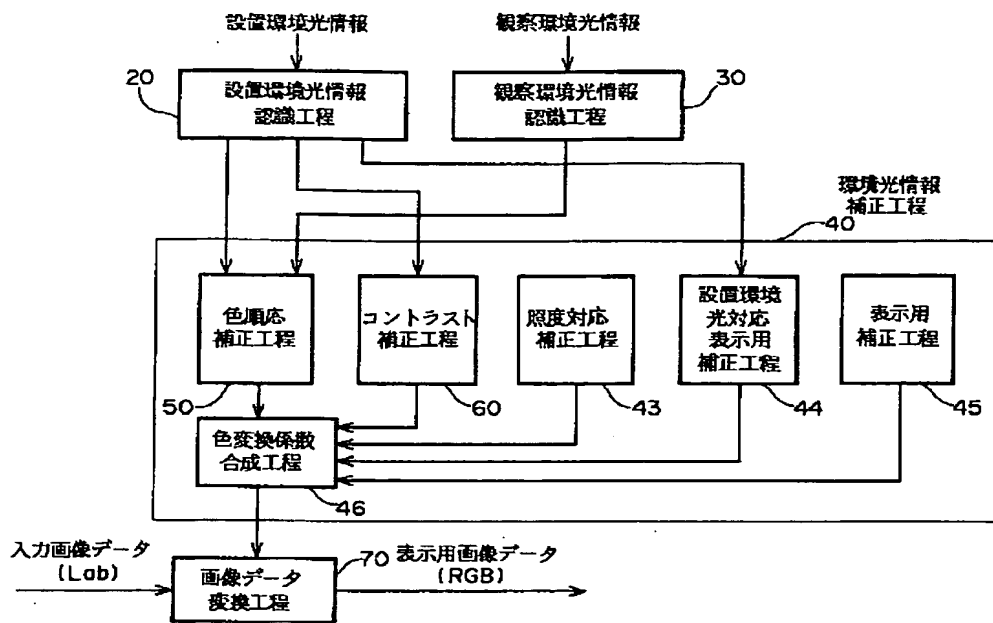 設置環境光情報
観察環境光情報
20
設置環境光情報
認識工程
観察環境光情報
認識工程
30
環境光情報
補正工程
40
色順応
補正工程
コントラスト
補正工程
照度対応
補正工程
設置環境
光対応
表示用
補正工程
表示用
補正工程
50
60
43
44
45
色変換係数
合成工程
46
入力画像データ
(Lab)
画像データ
変換工程
70
表示用画像データ
(RGB)